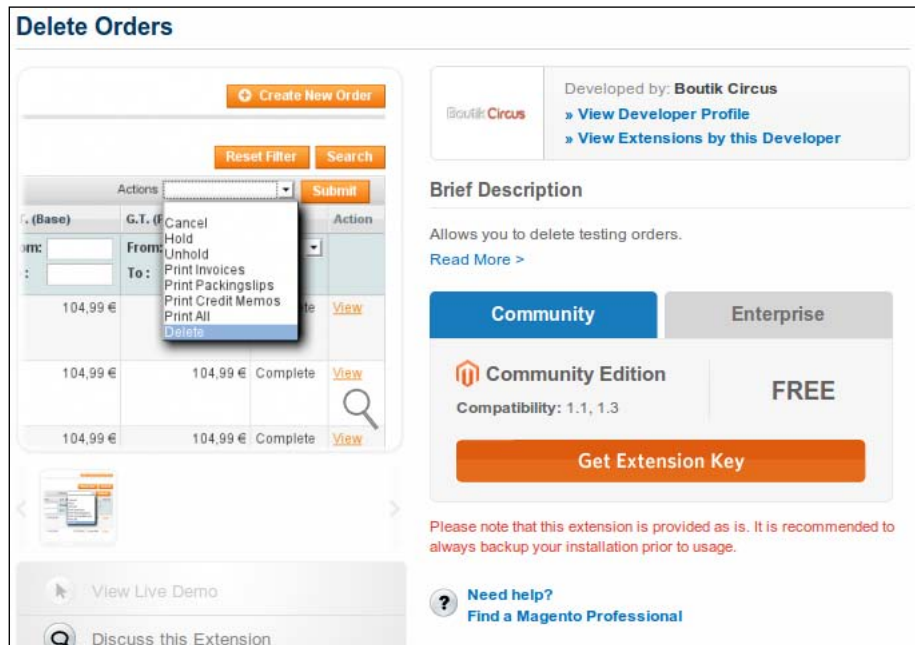 Delete Orders
Create New Order
Reset Filter
Search
Actions
Submit
(Base)
G.T.
Action
Cancel
Hold
Unhold
Print Invoices
Print Packingslips
Print Credit Memos
Print All
Delete
From:
To :
104,99 €
View
104,99 €
104,99 €
Complete
View
104,99 €
104,99 €
Complete
View
View Live Demo
Discuss this Extension
Boutik Circus
Developed by: Boutik Circus
» View Developer Profile
» View Extensions by this Developer
Brief Description
Allows you to delete testing orders.
Read More >
Community
Enterprise
Community Edition
Compatibility: 1.1, 1.3
FREE
Get Extension Key
Please note that this extension is provided as is. It is recommended to
always backup your installation prior to usage.
Need help?
Find a Magento Professional